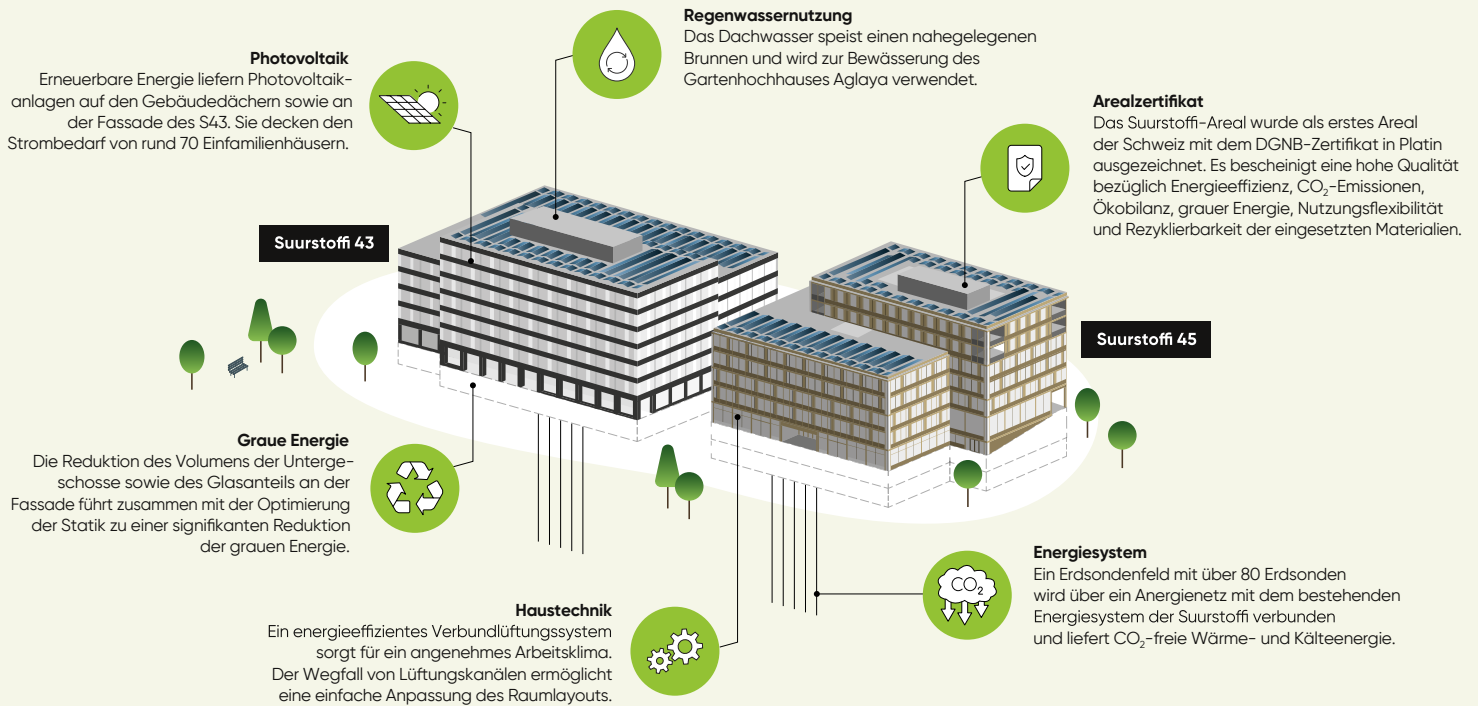 Photovoltaik
Erneuerbare Energie liefern Photovoltaik-
anlagen auf den Gebäudedächern sowie an
der Fassade des S43. Sie decken den
Strombedarf von rund 70 Einfamilienhäusern.
Regenwassernutzung
Das Dachwasser speist einen nahegelegenen
Brunnen und wird zur Bewässerung des
Gartenhochhauses Aglaya verwendet.
Arealzertifikat
Das Suurstoffi-Areal wurde als erstes Areal
der Schweiz mit dem DGNB-Zertifikat in Platin
ausgezeichnet. Es bescheinigt eine hohe Qualität
bezüglich Energieeffizienz, CO₂-Emissionen,
Ökobilanz, grauer Energie, Nutzungsflexibilität
und Rezyklierbarkeit der eingesetzten Materialien.
Suurstoffi 43
Suurstoffi 45
Graue Energie
Die Reduktion des Volumens der Unterge-
schosse sowie des Glasanteils an der
Fassade führt zusammen mit der Optimierung
der Statik zu einer signifikanten Reduktion
der grauen Energie.
Haustechnik
Ein energieeffizientes Verbundlüftungssystem
sorgt für ein angenehmes Arbeitsklima.
Der Wegfall von Lüftungskanälen ermöglicht
eine einfache Anpassung des Raumlayouts.
CO₂
Energiesystem
Ein Erdsondenfeld mit über 80 Erdsonden
wird über ein Anergienetz mit dem bestehenden
Energiesystem der Suurstoffi verbunden
und liefert CO₂-freie Wärme- und Kälteenergie.